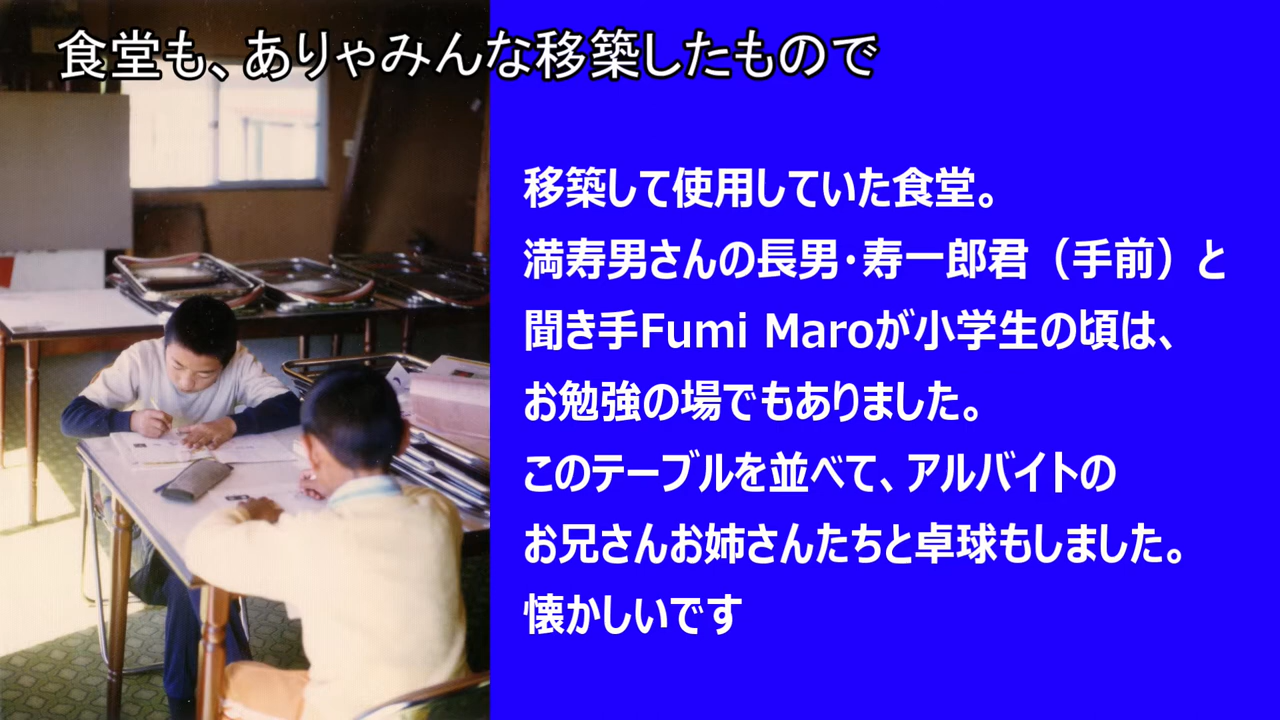 食堂も、ありゃみんな移築したもので
移築して使用していた食堂。
満寿男さんの長男・寿一郎君（手前）と
聞き手Fumi Maroが小学生の頃は、
お勉強の場でもありました。
このテーブルを並べて、アルバイトの
お兄さんお姉さんたちと卓球もしました。
懐かしいです